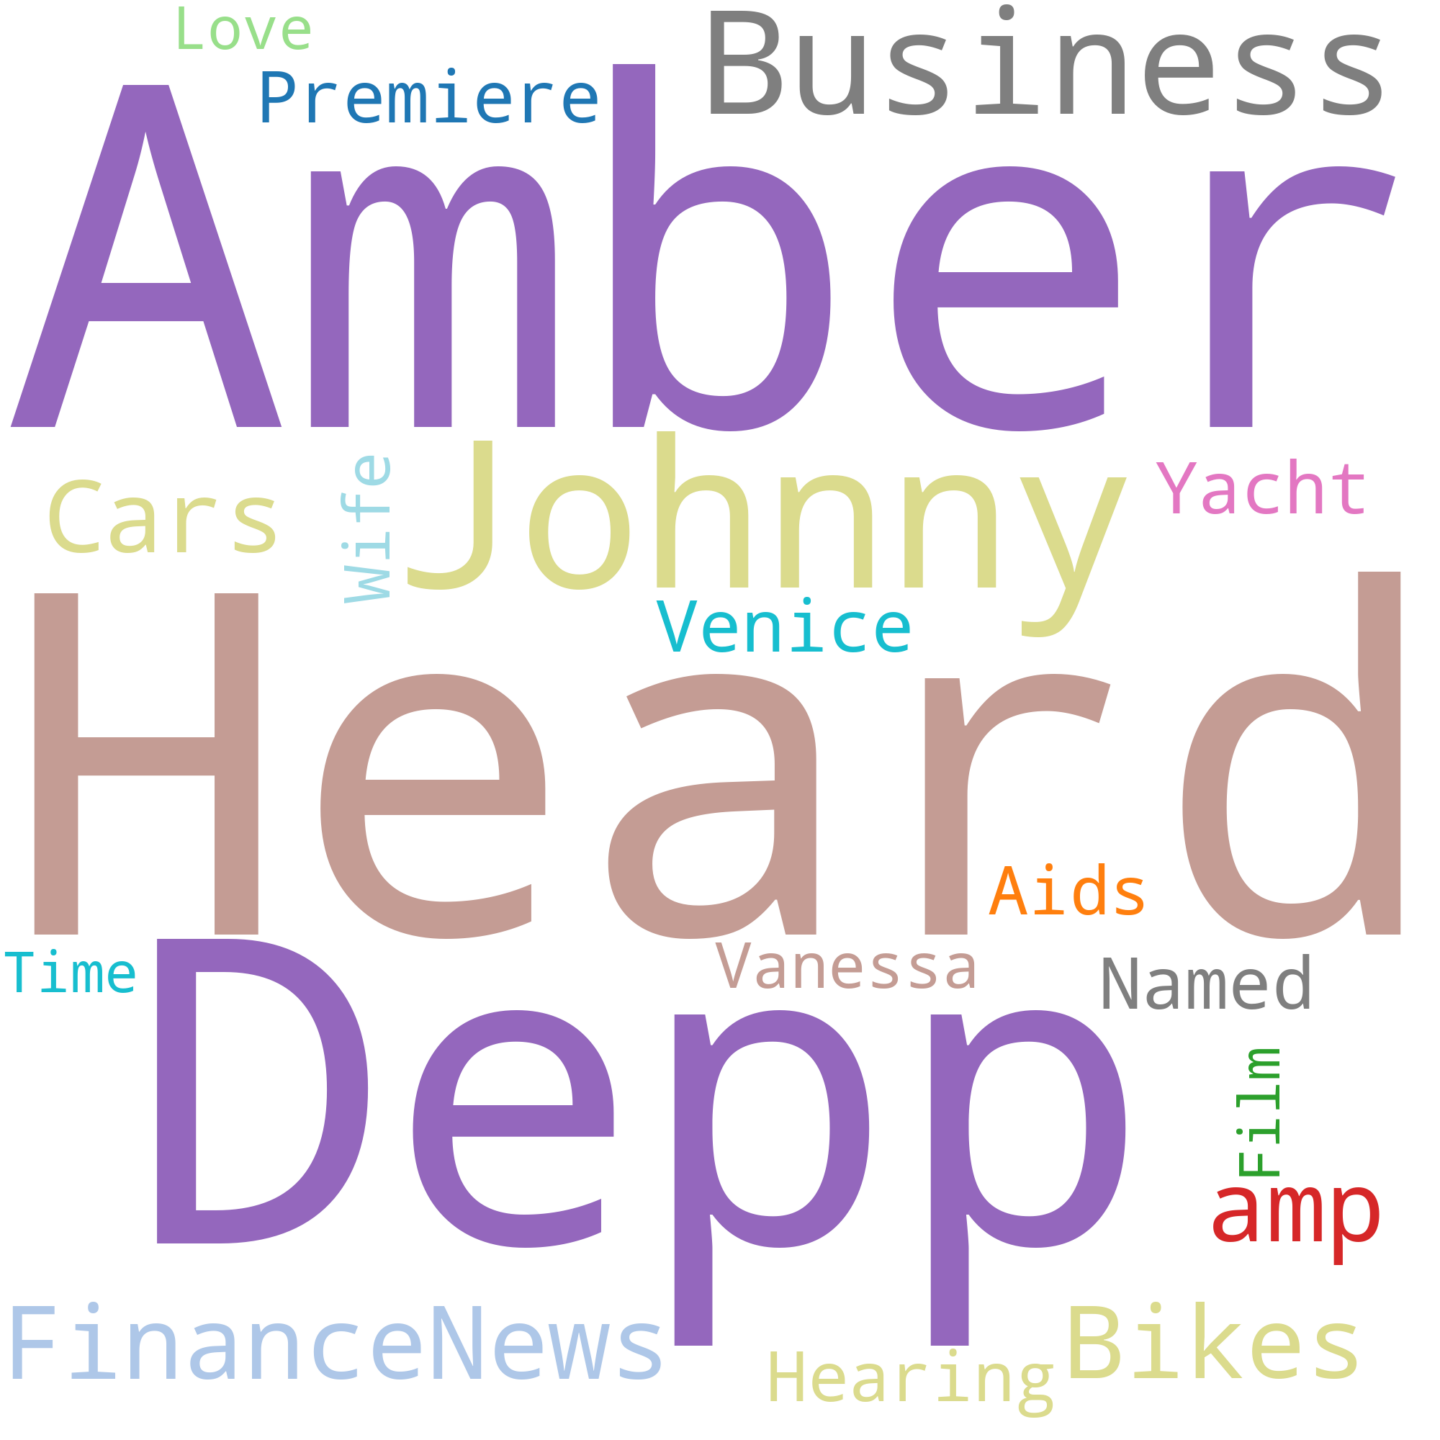 Love
Business
Premiere
Amber
Johnny
Cars
Wife
Yacht
Venice
Heard
Aids
Depp
Time
Vanessa
Named
Film
amp
FinanceNews
Bikes
Hearing